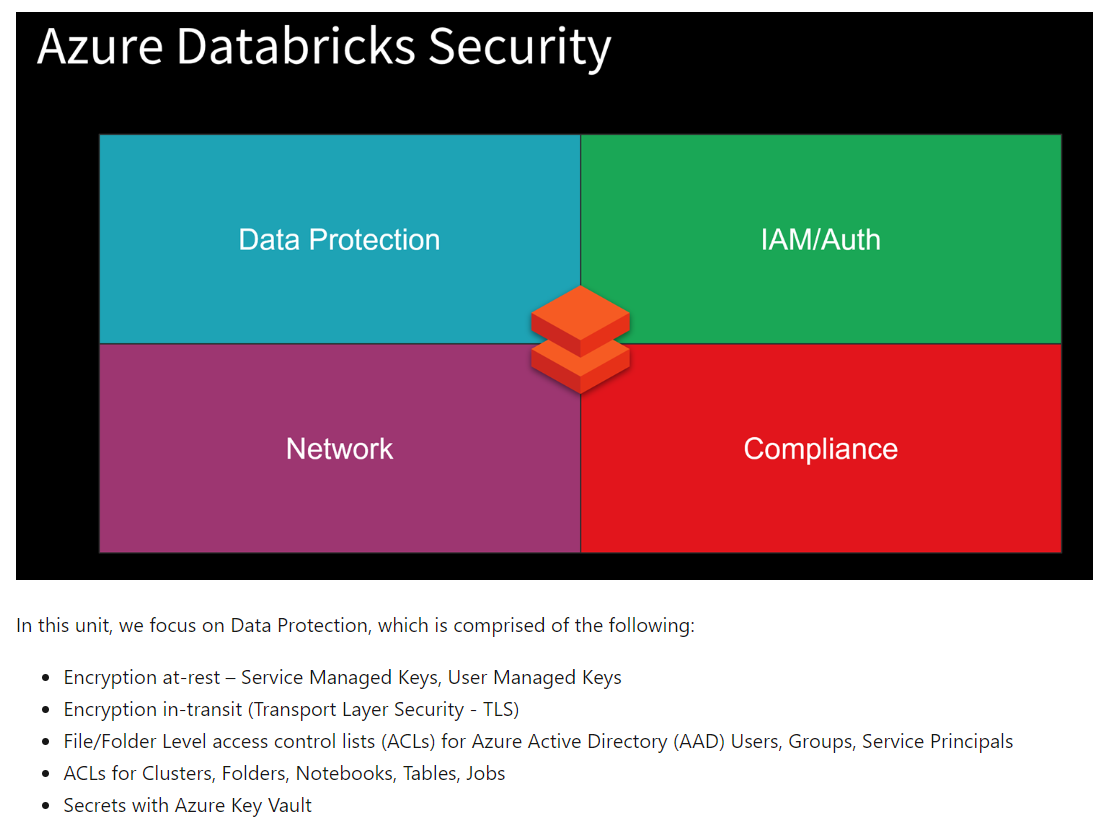 Azure Databricks Security
Data Protection
IAM/Auth
Network
Compliance
In this unit, we focus on Data Protection, which is comprised of the following:
• Encryption at-rest – Service Managed Keys, User Managed Keys
• Encryption in-transit (Transport Layer Security - TLS)
• File/Folder Level access control lists (ACLs) for Azure Active Directory (AAD) Users, Groups, Service Principals
• ACLs for Clusters, Folders, Notebooks, Tables, Jobs
• Secrets with Azure Key Vault